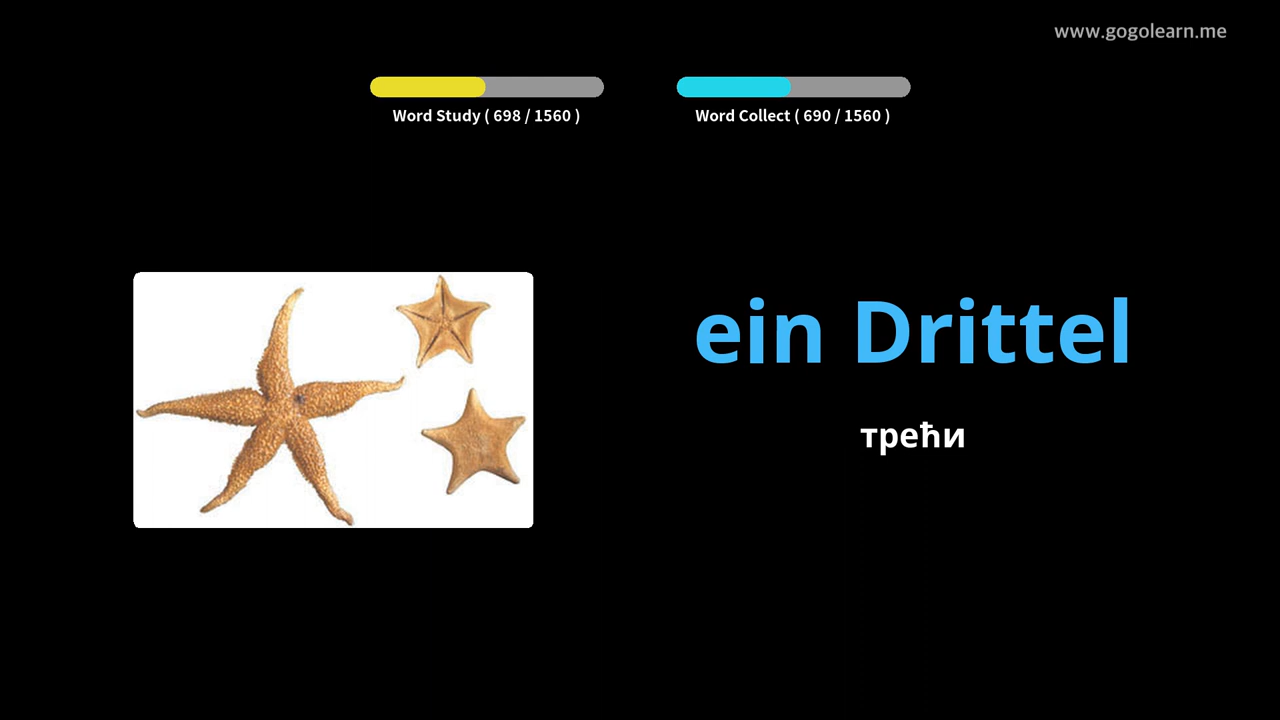 www.gogolearn.me
Word Study ( 698 / 1560 )
Word Collect ( 690 / 1560 )
ein Drittel
трећи